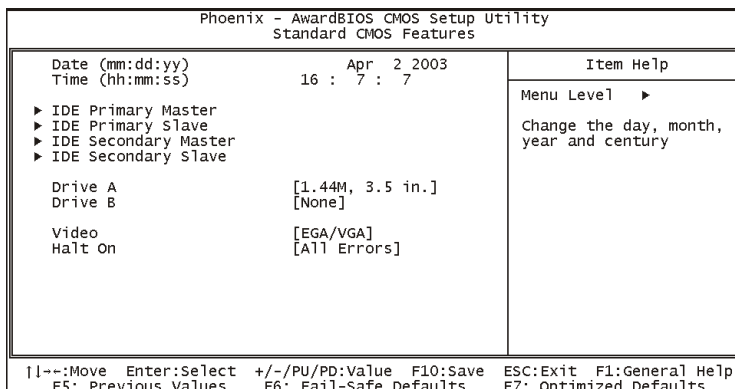 Phoenix - AwardBIOS CMOS Setup Utility
Standard CMOS Features
Date (mm:dd:yy) Apr 2 2003
Time (hh:mm:ss) 16 : 7 : 7
▶ IDE Primary Master
▶ IDE Primary Slave
▶ IDE Secondary Master
▶ IDE Secondary Slave
Drive A [1.44M, 3.5 in.]
Drive B [None]
Video [EGA/VGA]
Halt On [All Errors]
Item Help
Menu Level ▶
Change the day, month,
year and century
↑↓→←:Move Enter:Select +/-/PU/PD:Value F10:Save ESC:Exit F1:General Help
F5: Previous Values F6: Fail-Safe Defaults F7: Optimized Defaults